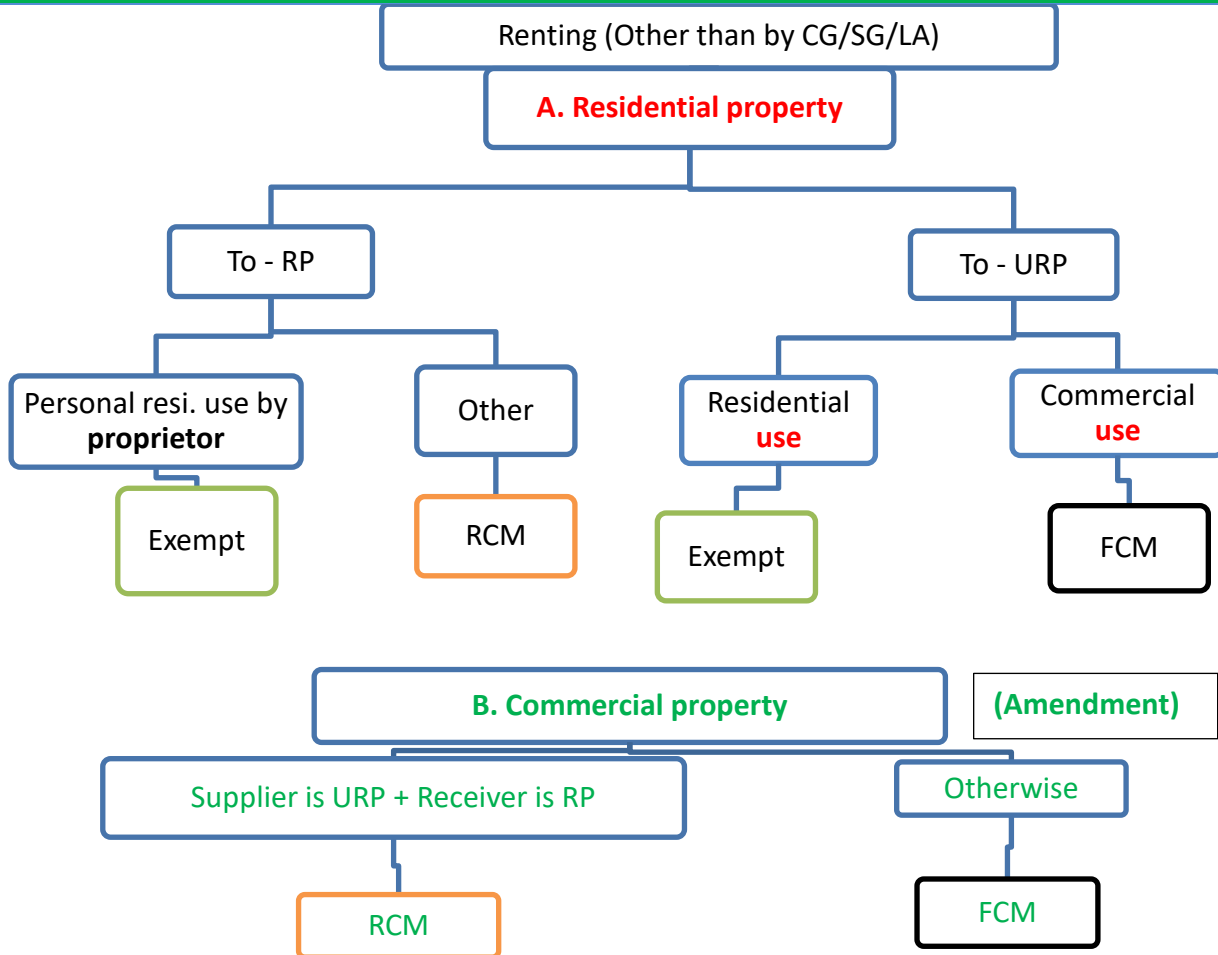 Renting (Other than by CG/SG/LA)
A. Residential property
To - RP
To - URP
Personal resi. use by
proprietor
Other
Residential
use
Commercial
use
Exempt
RCM
Exempt
FCM
B. Commercial property
(Amendment)
Supplier is URP + Receiver is RP
Otherwise
RCM
FCM